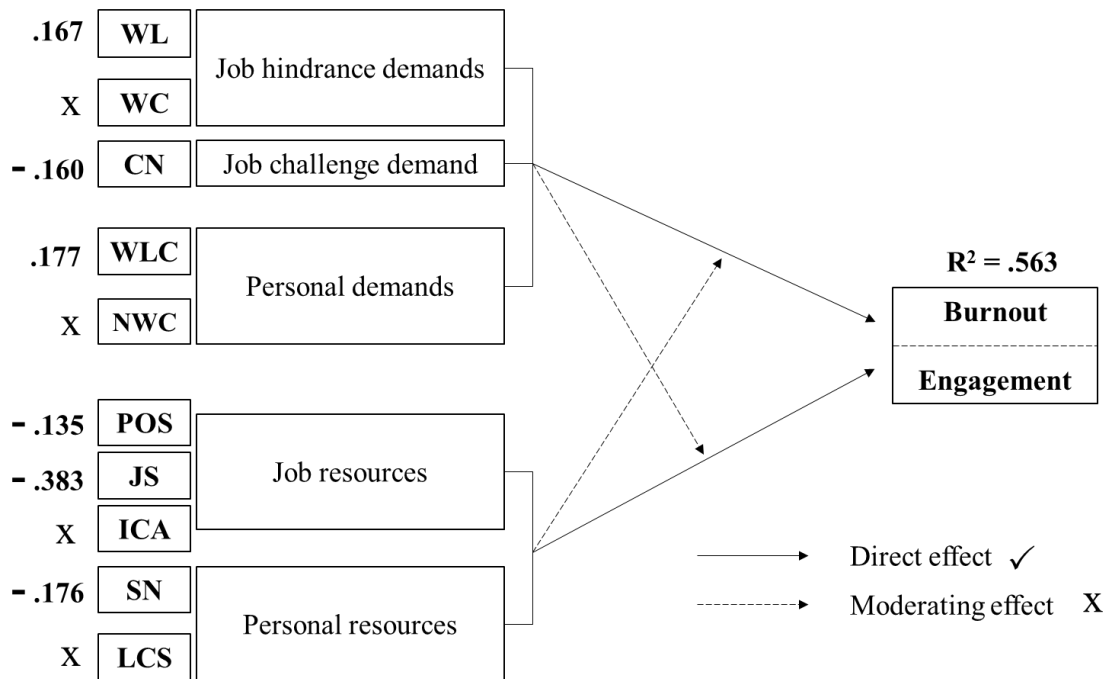 .167 WL
X WC
Job hindrance demands
- .160 CN Job challenge demand
.177 WLC
X NWC
Personal demands
R² = .563
Burnout
Engagement
- .135 POS
- .383 JS
X ICA
Job resources
- .176 SN
X LCS
Personal resources
Direct effect ✓
Moderating effect X